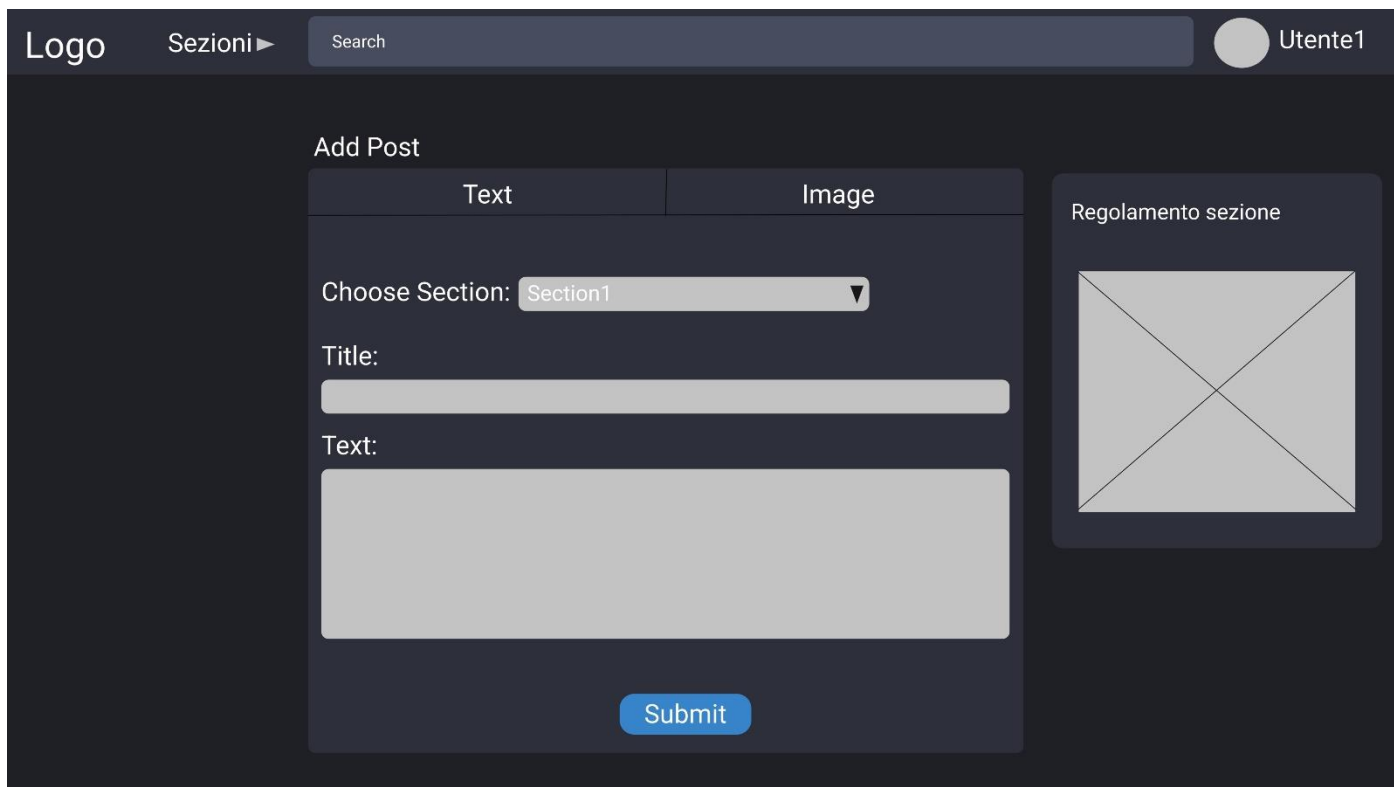 Logo
Sezioni
Search
Utente1
Add Post
Text
Image
Regolamento sezione
Choose Section:
Section1
Title:
Text:
Submit